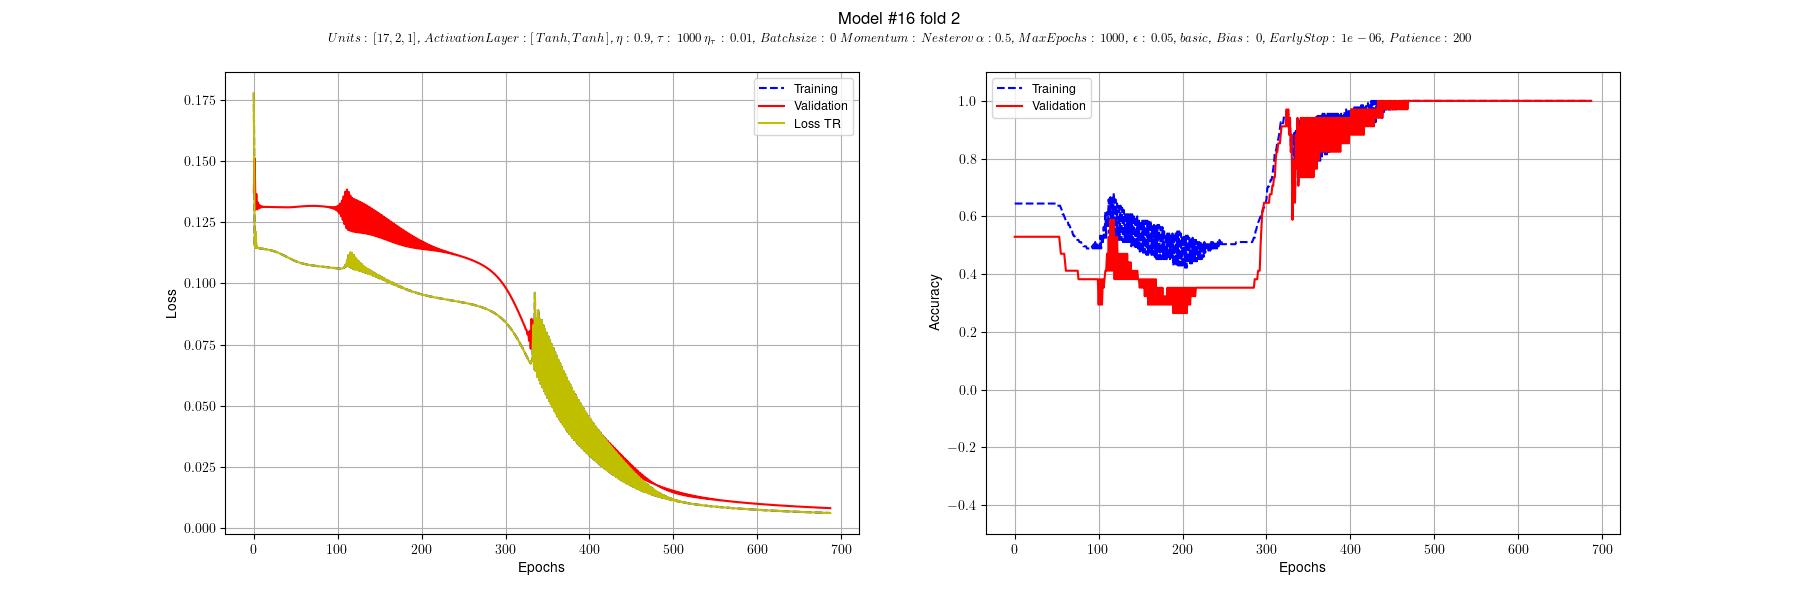 Model #16 fold 2
Units : [17, 2, 1], ActivationLayer : [Tanh, Tanh], η : 0.9, τ : 1000 ητ : 0.01, Batchsize : 0 Momentum : Nesterov α : 0.5, MaxEpochs : 1000, ϵ : 0.05, basic, Bias : 0, EarlyStop : 1e − 06, Patience : 200
Training
Validation
Loss TR
0.175
0.150
0.125
0.100
0.075
0.050
0.025
0.000
Loss
0 100 200 300 400 500 600 700
Epochs
Training
Validation
1.0
0.8
0.6
0.4
0.2
0.0
−0.2
−0.4
Accuracy
0 100 200 300 400 500 600 700
Epochs